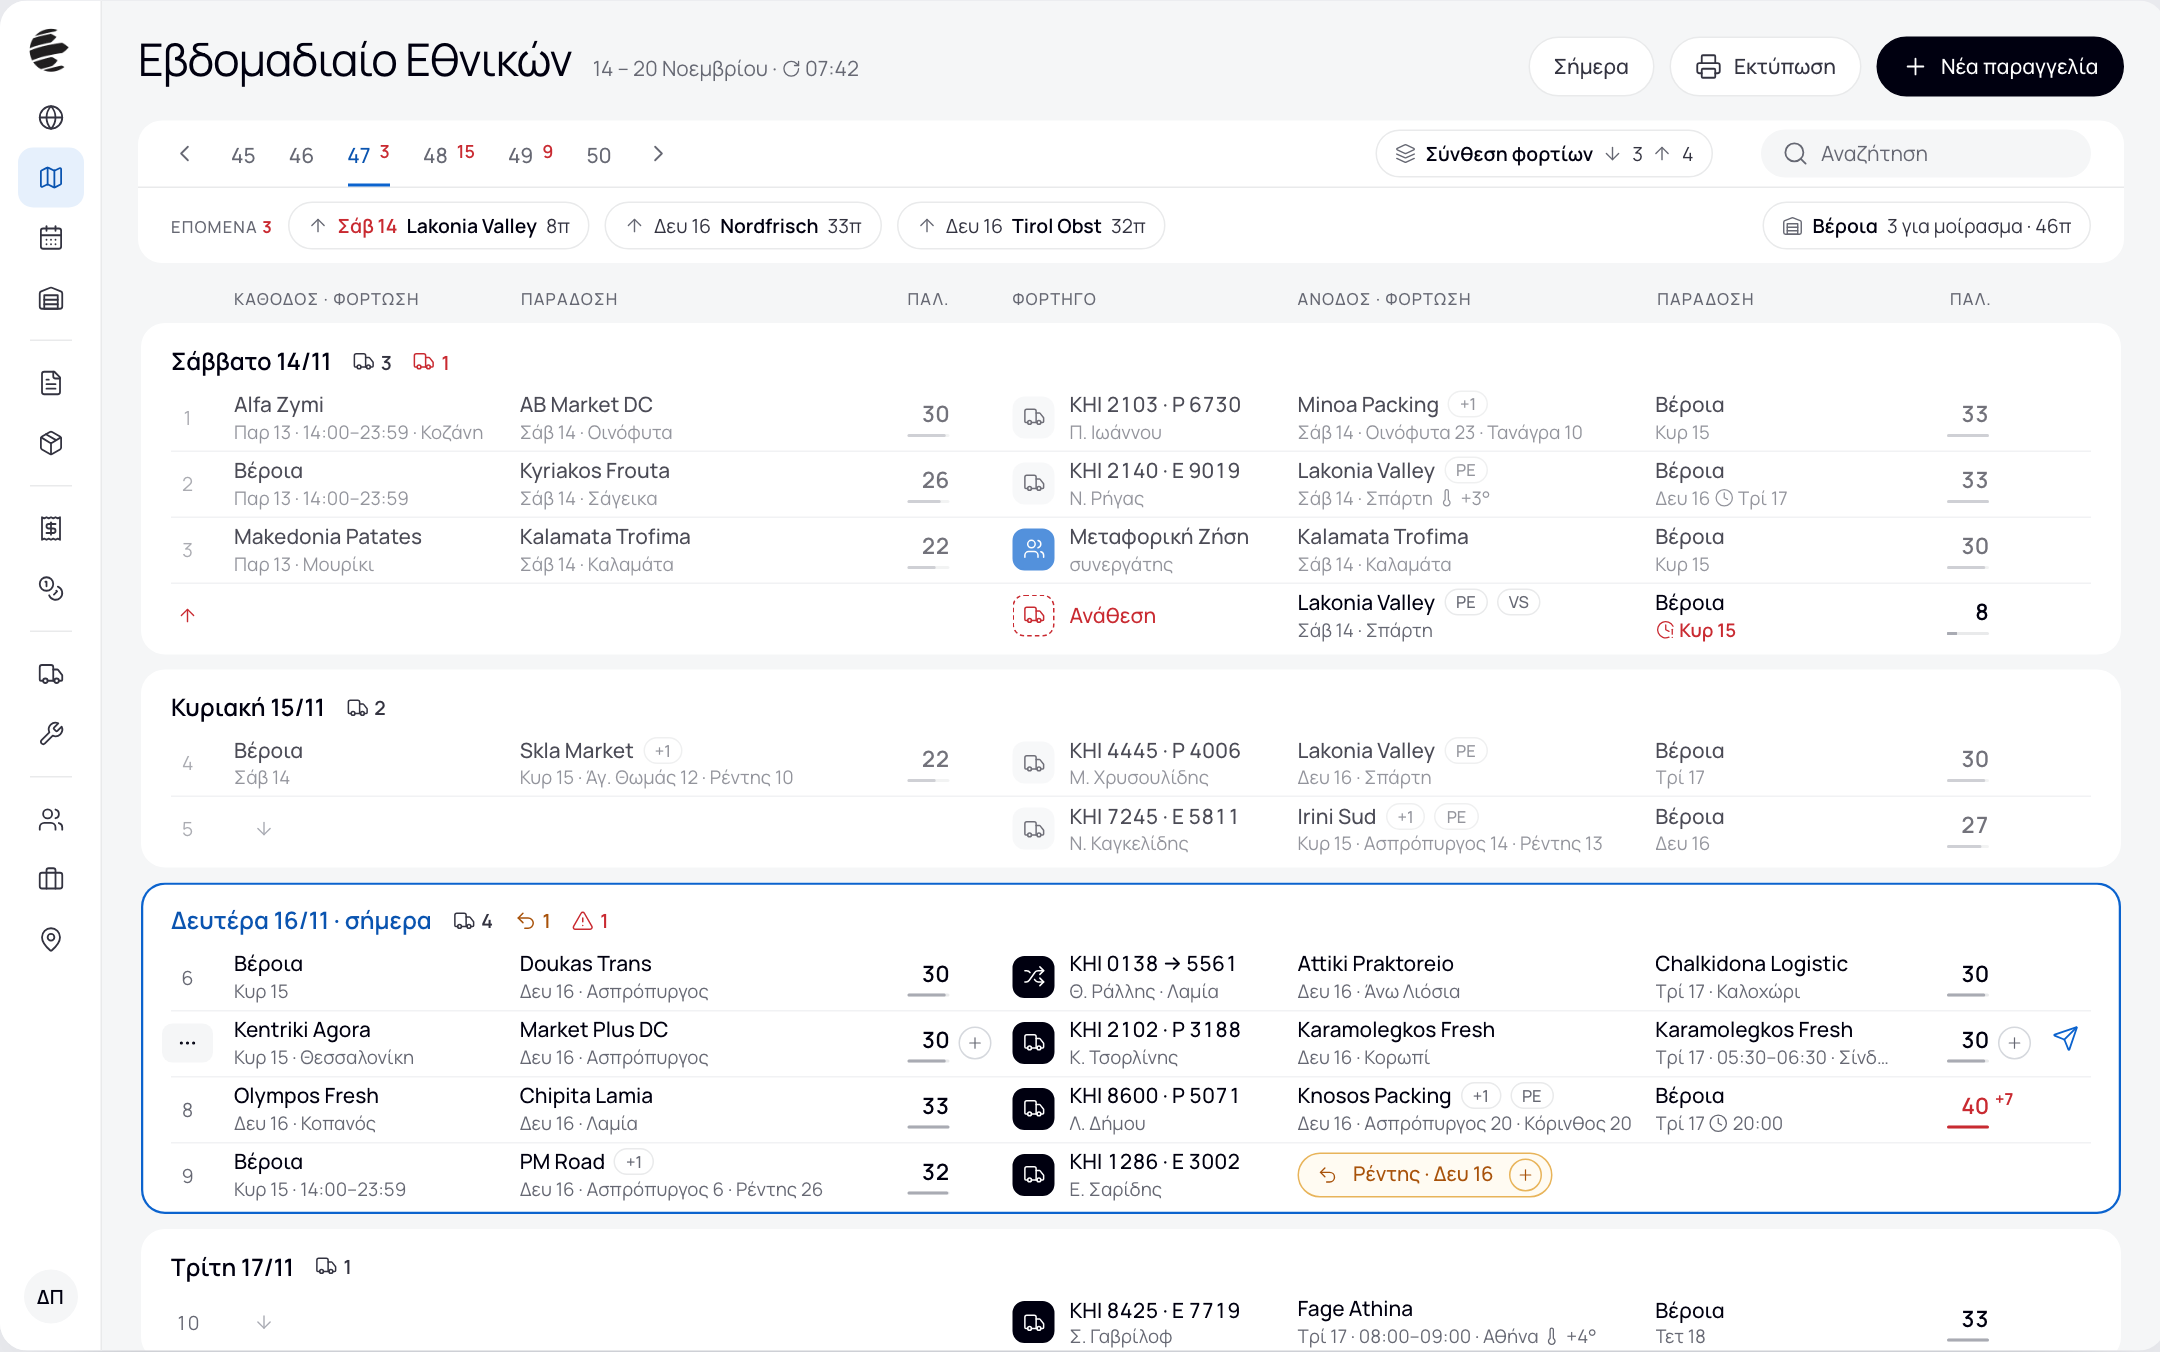 Εβδομαδιαίο Εθνικών 14 – 20 Νοεμβρίου · 07:42
Σήμερα Εκτύπωση + Νέα παραγγελία
45 46 47 3 48 15 49 9 50
Σύνθεση φορτίων ↓ 3 ↑ 4 Αναζήτηση
ΕΠΟΜΕΝΑ 3 ↑ Σάβ 14 Lakonia Valley 8π ↑ Δευ 16 Nordfrisch 33π ↑ Δευ 16 Tirol Obst 32π Βέροια 3 για μοίρασμα · 46π
ΚΑΘΟΔΟΣ · ΦΟΡΤΩΣΗ ΠΑΡΑΔΟΣΗ ΠΑΛ. ΦΟΡΤΗΓΟ ΑΝΟΔΟΣ · ΦΟΡΤΩΣΗ ΠΑΡΑΔΟΣΗ ΠΑΛ.
Σάββατο 14/11 3 1
1 Alfa Zymi AB Market DC 30 ΚΗΙ 2103 · Ρ 6730 Minoa Packing +1 Βέροια 33
Παρ 13 · 14:00–23:59 · Κοζάνη Σάβ 14 · Οινόφυτα Π. Ιωάννου Σάβ 14 · Οινόφυτα 23 · Τανάγρα 10 Κυρ 15
2 Βέροια Kyriakos Frouta 26 ΚΗΙ 2140 · Ε 9019 Lakonia Valley PE Βέροια 33
Παρ 13 · 14:00–23:59 Σάβ 14 · Σάγεικα Ν. Ρήγας Σάβ 14 · Σπάρτη +3° Δευ 16 Τρί 17
3 Makedonia Patates Kalamata Trofima 22 Μεταφορική Ζήση Kalamata Trofima Βέροια 30
Παρ 13 · Μουρίκι Σάβ 14 · Καλαμάτα συνεργάτης Σάβ 14 · Καλαμάτα Κυρ 15
↑ Ανάθεση Lakonia Valley PE VS Βέροια 8
Σάβ 14 · Σπάρτη Κυρ 15
Κυριακή 15/11 2
4 Βέροια Skla Market +1 22 ΚΗΙ 4445 · Ρ 4006 Lakonia Valley PE Βέροια 30
Σάβ 14 Κυρ 15 · Άγ. Θωμάς 12 · Ρέντης 10 Μ. Χρυσουλίδης Δευ 16 · Σπάρτη Τρί 17
5 ↓ ΚΗΙ 7245 · Ε 5811 Irini Sud +1 PE Βέροια 27
Ν. Καγκελίδης Κυρ 15 · Ασπρόπυργος 14 · Ρέντης 13 Δευ 16
Δευτέρα 16/11 · σήμερα 4 1 1
6 Βέροια Doukas Trans 30 ΚΗΙ 0138 → 5561 Attiki Praktoreio Chalkidona Logistic 30
Κυρ 15 Δευ 16 · Ασπρόπυργος Θ. Ράλλης · Λαμία Δευ 16 · Άνω Λιόσια Τρί 17 · Καλοχώρι
... Kentriki Agora Market Plus DC 30 + ΚΗΙ 2102 · Ρ 3188 Karamolegkos Fresh Karamolegkos Fresh 30 +
Κυρ 15 · Θεσσαλονίκη Δευ 16 · Ασπρόπυργος Κ. Τσορλίνης Δευ 16 · Κορωπί Τρί 17 · 05:30–06:30 · Σίνδ...
8 Olympos Fresh Chipita Lamia 33 ΚΗΙ 8600 · Ρ 5071 Knosos Packing +1 PE Βέροια 40 +7
Δευ 16 · Κοπανός Δευ 16 · Λαμία Λ. Δήμου Δευ 16 · Ασπρόπυργος 20 · Κόρινθος 20 Τρί 17 20:00
9 Βέροια PM Road +1 32 ΚΗΙ 1286 · Ε 3002 Ρέντης · Δευ 16 +
Κυρ 15 · 14:00–23:59 Δευ 16 · Ασπρόπυργος 6 · Ρέντης 26 Ε. Σαρίδης
Τρίτη 17/11 1
10 ↓ ΚΗΙ 8425 · Ε 7719 Fage Athina Βέροια 33
Σ. Γαβρίλοφ Τρί 17 · 08:00–09:00 · Αθήνα +4° Τετ 18
ΔΠ